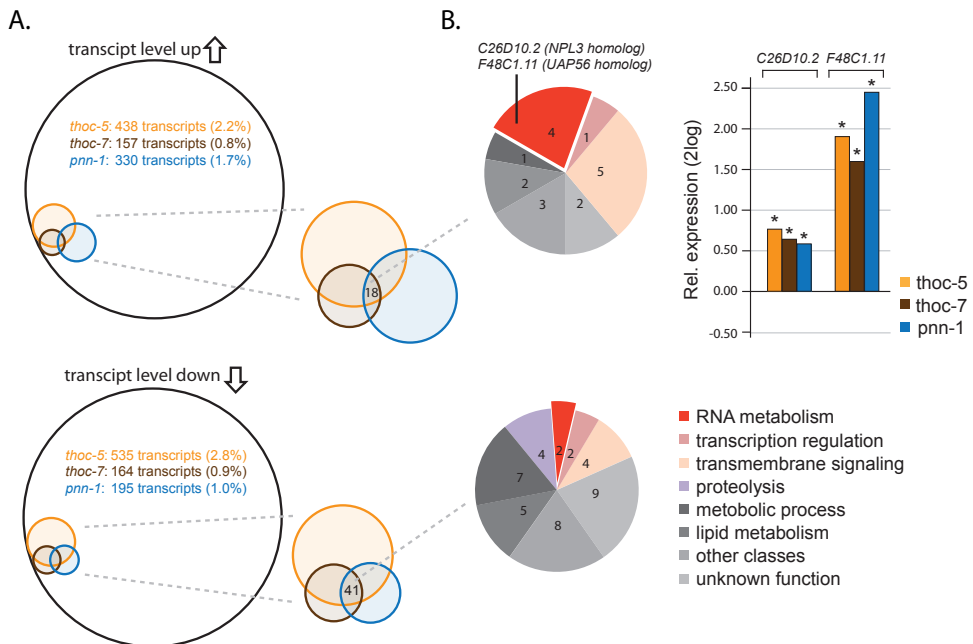 A.
transcipt level up
thoc-5: 438 transcripts (2.2%)
thoc-7: 157 transcripts (0.8%)
pnn-1: 330 transcripts (1.7%)
18
B.
C26D10.2 (NPL3 homolog)
F48C1.11 (UAP56 homolog)
4
1
5
2
3
2
1
C26D10.2
F48C1.11
Rel. expression (2log)
2.50
2.00
1.50
1.00
0.50
0.00
-0.50
*
*
*
*
*
*
thoc-5
thoc-7
pnn-1
transcipt level down
thoc-5: 535 transcripts (2.8%)
thoc-7: 164 transcripts (0.9%)
pnn-1: 195 transcripts (1.0%)
41
2
2
4
9
8
5
7
4
RNA metabolism
transcription regulation
transmembrane signaling
proteolysis
metobolic process
lipid metabolism
other classes
unknown function